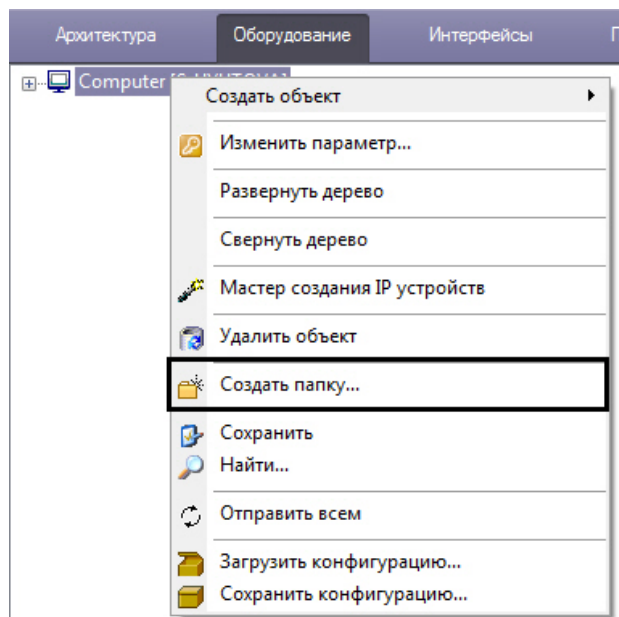 Архитектура
Оборудование
Интерфейсы
Computer
Создать объект
Изменить параметр...
Развернуть дерево
Свернуть дерево
Мастер создания IP устройств
Удалить объект
Создать папку...
Сохранить
Найти...
Отправить всем
Загрузить конфигурацию...
Сохранить конфигурацию...